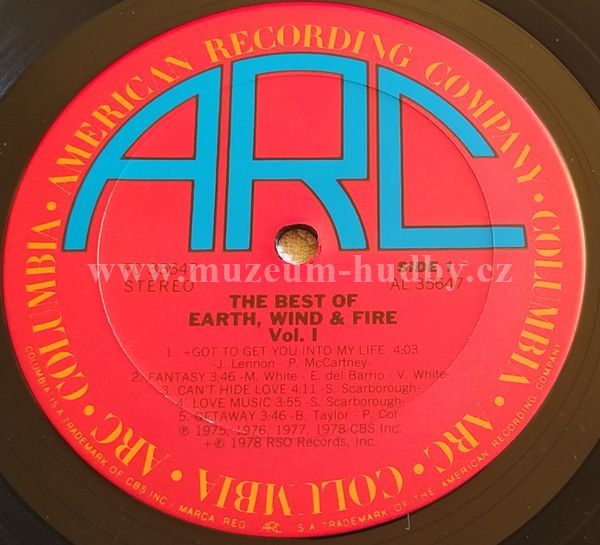 COLUMBIA • AMERICAN RECORDING COMPANY • COLUMBIA • ARC • COLUMBIA • ARC •
ARC
www.muzeum-hudby.cz
35647
SIDE 1
STEREO
AL 35647
THE BEST OF
EARTH, WIND & FIRE
Vol. I
1. +GOT TO GET YOU INTO MY LIFE 4:03
-J. Lennon - P. McCartney-
2. FANTASY 3:46 -M. White - E. del Barrio - V. White-
3. CAN'T HIDE LOVE 4:11 -S. Scarborough-
4. LOVE MUSIC 3:55 -S. Scarborough-
5. GETAWAY 3:46 -B. Taylor - P. Cor-
℗ 1975, 1976, 1977, 1978 CBS Inc.
+℗ 1978 RSO Records, Inc.
COLUMBIA IS A TRADEMARK OF CBS INC. / MARCA REG. ARC IS A TRADEMARK OF THE AMERICAN RECORDING COMPANY